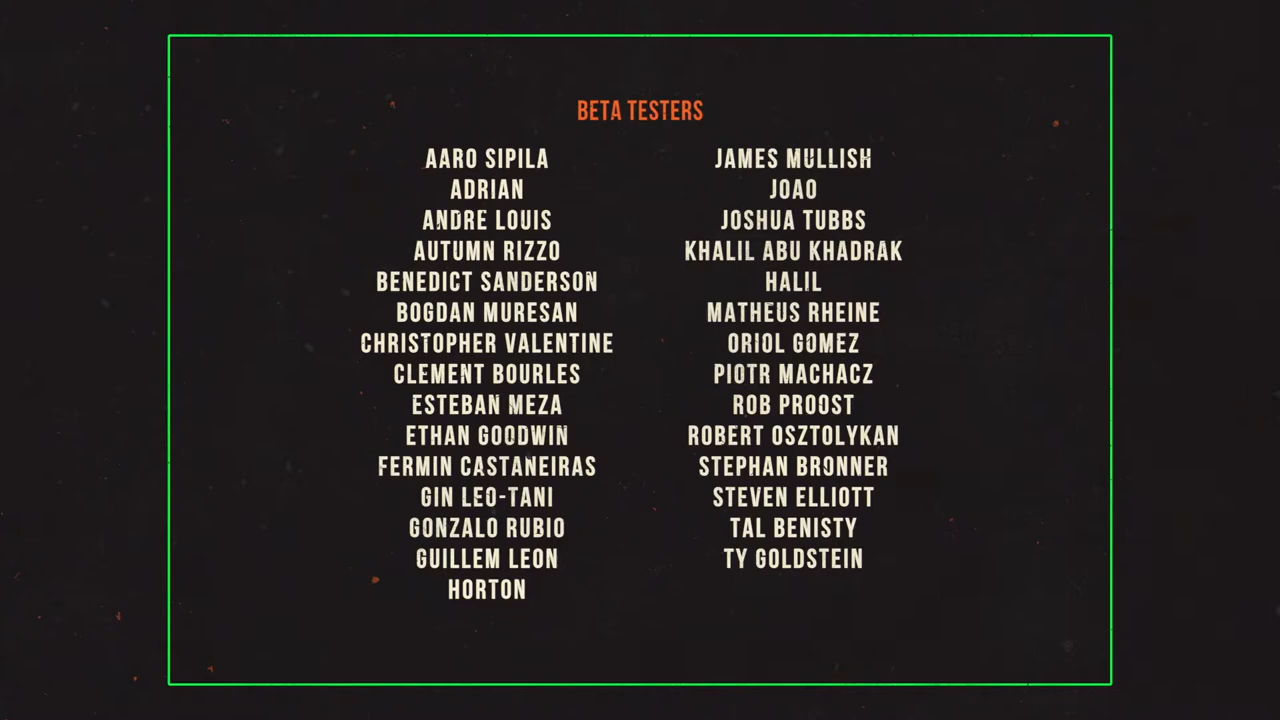 BETA TESTERS
AARO SIPILA
ADRIAN
ANDRE LOUIS
AUTUMN RIZZO
BENEDICT SANDERSON
BOGDAN MURESAN
CHRISTOPHER VALENTINE
CLEMENT BOURLES
ESTEBAN MEZA
ETHAN GOODWIN
FERMIN CASTANEIRAS
GIN LEO-TANI
GONZALO RUBIO
GUILLEM LEON
HORTON
JAMES MULLISH
JOAO
JOSHUA TUBBS
KHALIL ABU KHADRAK
HALIL
MATHEUS RHEINE
ORIOL GOMEZ
PIOTR MACHACZ
ROB PROOST
ROBERT OSZTOLYKAN
STEPHAN BRONNER
STEVEN ELLIOTT
TAL BENISTY
TY GOLDSTEIN